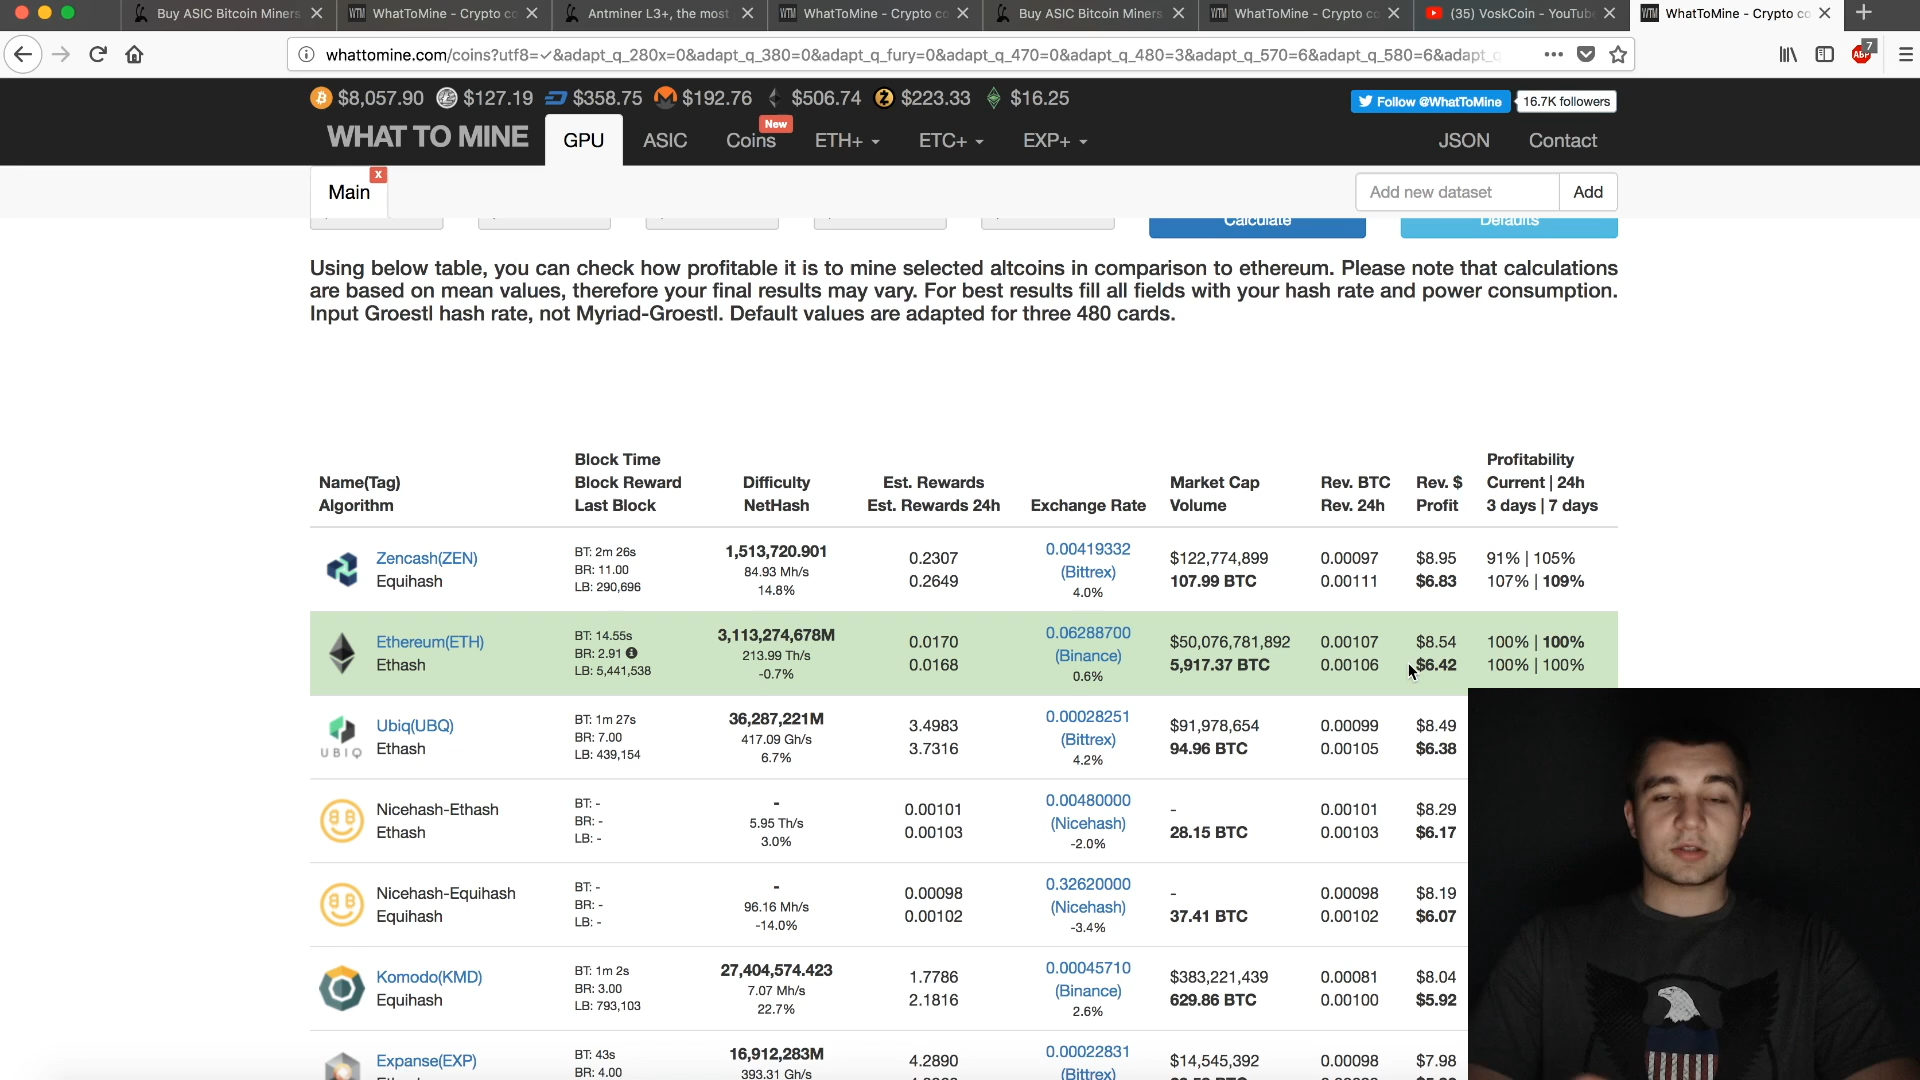 Buy ASIC Bitcoin Miners
WhatToMine - Crypto co
Antminer L3+, the most
WhatToMine - Crypto co
Buy ASIC Bitcoin Miners
WhatToMine - Crypto co
(35) VoskCoin - YouTube
WhatToMine - Crypto co
whattomine.com/coins?utf8=✓&adapt_q_280x=0&adapt_q_380=0&adapt_q_fury=0&adapt_q_470=0&adapt_q_480=3&adapt_q_570=6&adapt_q_580=6&adapt_q
ABP 7
$8,057.90 $127.19 $358.75 $192.76 $506.74 $223.33 $16.25
Follow @WhatToMine 16.7K followers
New
WHAT TO MINE GPU ASIC Coins ETH+ ETC+ EXP+ JSON Contact
x
Main Add new dataset Add
Calculate Defaults
Using below table, you can check how profitable it is to mine selected altcoins in comparison to ethereum. Please note that calculations
are based on mean values, therefore your final results may vary. For best results fill all fields with your hash rate and power consumption.
Input Groestl hash rate, not Myriad-Groestl. Default values are adapted for three 480 cards.
Block Time Profitability
Name(Tag) Block Reward Difficulty Est. Rewards Market Cap Rev. BTC Rev. $ Current | 24h
Algorithm Last Block NetHash Est. Rewards 24h Exchange Rate Volume Rev. 24h Profit 3 days | 7 days
Zencash(ZEN) BT: 2m 26s 1,513,720.901 0.2307 0.00419332 $122,774,899 0.00097 $8.95 91% | 105%
Equihash BR: 11.00 84.93 Mh/s 0.2649 (Bittrex) 107.99 BTC 0.00111 $6.83 107% | 109%
LB: 290,696 14.8% 4.0%
Ethereum(ETH) BT: 14.55s 3,113,274,678M 0.0170 0.06288700 $50,076,781,892 0.00107 $8.54 100% | 100%
Ethash BR: 2.91 213.99 Th/s 0.0168 (Binance) 5,917.37 BTC 0.00106 $6.42 100% | 100%
LB: 5,441,538 -0.7% 0.6%
Ubiq(UBQ) BT: 1m 27s 36,287,221M 3.4983 0.00028251 $91,978,654 0.00099 $8.49
UBIQ Ethash BR: 7.00 417.09 Gh/s 3.7316 (Bittrex) 94.96 BTC 0.00105 $6.38
LB: 439,154 6.7% 4.2%
Nicehash-Ethash BT: - - 0.00101 0.00480000 - 0.00101 $8.29
Ethash BR: - 5.95 Th/s 0.00103 (Nicehash) 28.15 BTC 0.00103 $6.17
LB: - 3.0% -2.0%
Nicehash-Equihash BT: - - 0.00098 0.32620000 - 0.00098 $8.19
Equihash BR: - 96.16 Mh/s 0.00102 (Nicehash) 37.41 BTC 0.00102 $6.07
LB: - -14.0% -3.4%
Komodo(KMD) BT: 1m 2s 27,404,574.423 1.7786 0.00045710 $383,221,439 0.00081 $8.04
Equihash BR: 3.00 7.07 Mh/s 2.1816 (Binance) 629.86 BTC 0.00100 $5.92
LB: 793,103 22.7% 2.6%
Expanse(EXP) BT: 43s 16,912,283M 4.2890 0.00022831 $14,545,392 0.00098 $7.98
BR: 4.00 393.31 Gh/s (Bittrex)